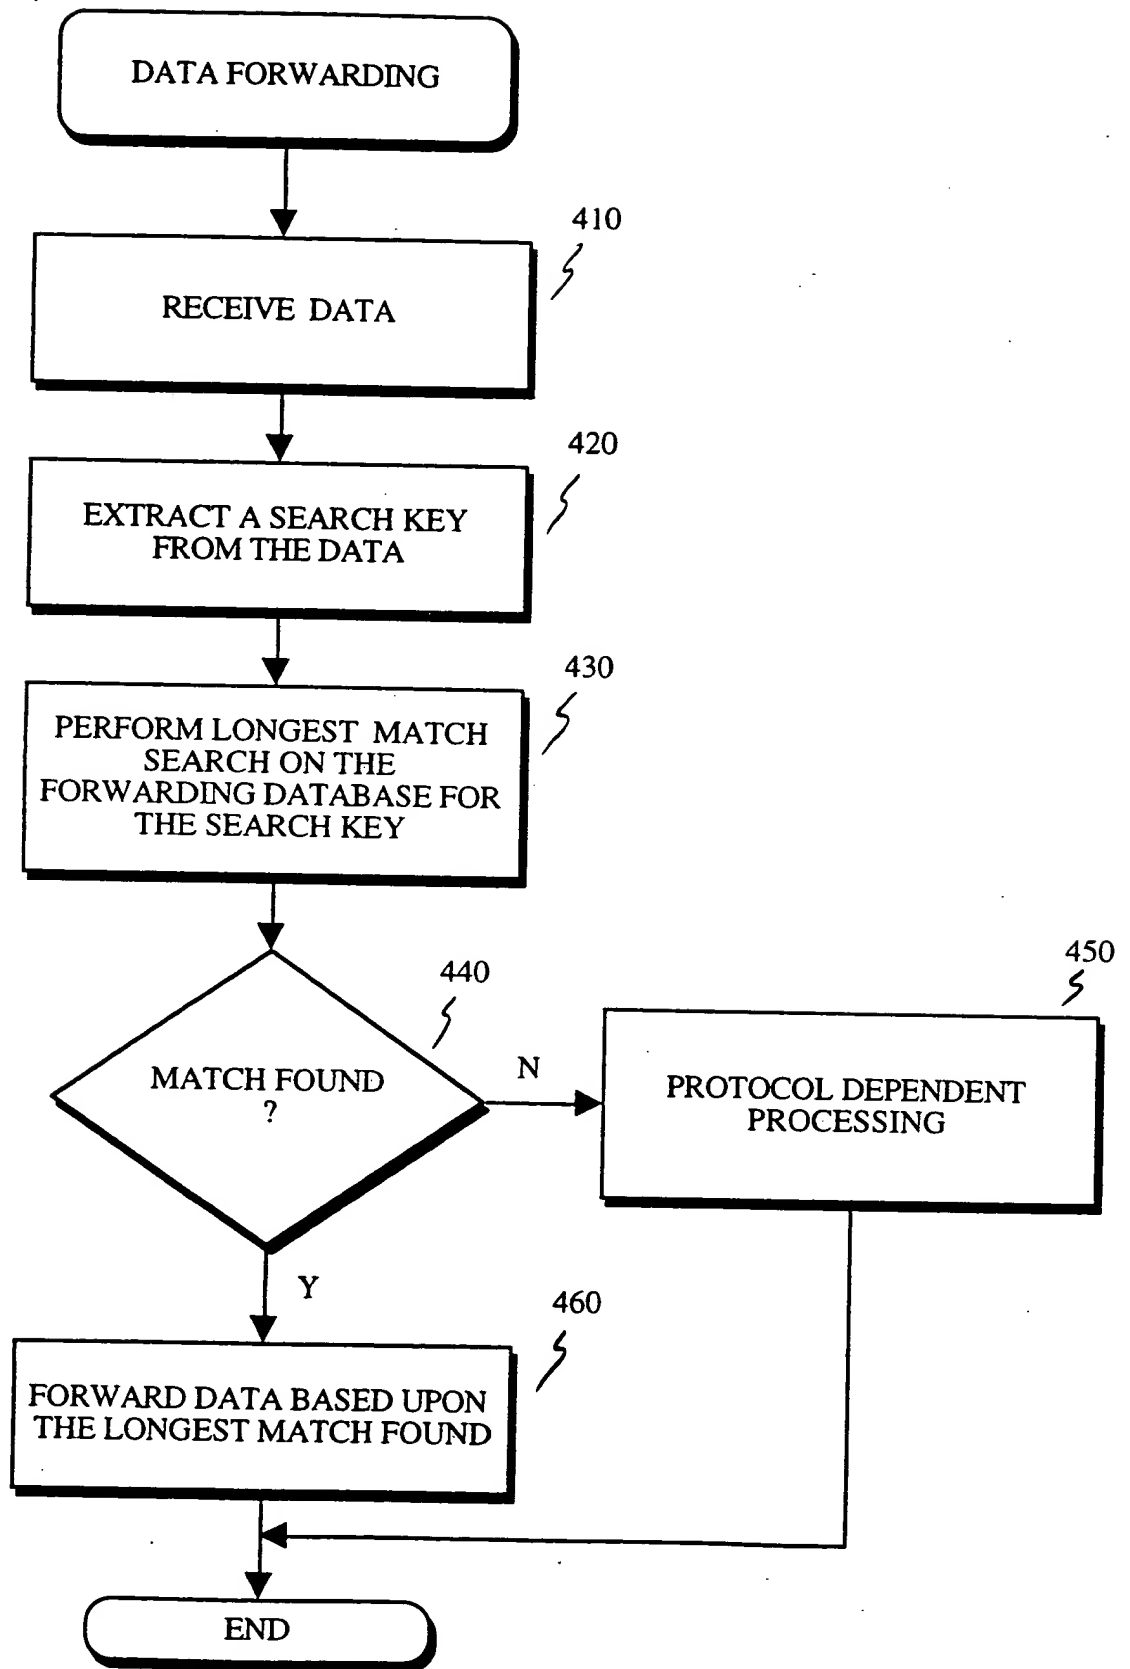 DATA FORWARDING
410
RECEIVE DATA
420
EXTRACT A SEARCH KEY
FROM THE DATA
430
PERFORM LONGEST MATCH
SEARCH ON THE
FORWARDING DATABASE FOR
THE SEARCH KEY
440
MATCH FOUND
?
N
450
PROTOCOL DEPENDENT
PROCESSING
Y
460
FORWARD DATA BASED UPON
THE LONGEST MATCH FOUND
END